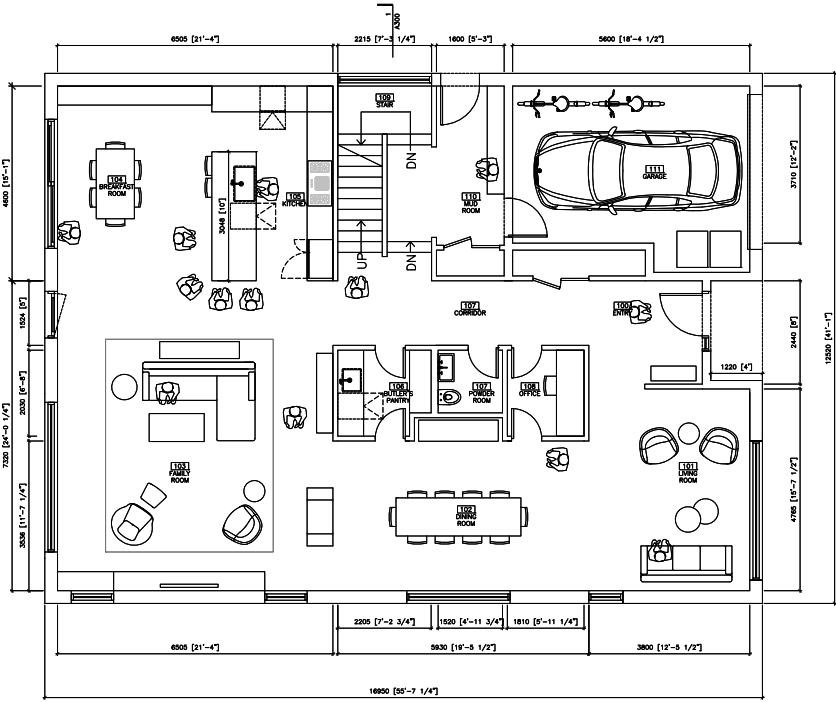 1
A300
6505 [21'-4"]
2215 [7'-3 1/4"]
1600 [5'-3"]
5600 [18'-4 1/2"]
109
STAIR
104
BREAKFAST
ROOM
105
KITCHEN
3048 [10"]
DN
UP
DN
110
MUD
ROOM
111
GARAGE
4600 [15'-1"]
3710 [12'-2"]
1524 [5"]
107
CORRIDOR
100
ENTRY
2440 [8"]
12520 [41'-1"]
1220 [4"]
2030 [6'-8"]
7320 [24'-0 1/4"]
106
BUTLER'S
PANTRY
107
POWDER
ROOM
108
OFFICE
103
FAMILY
ROOM
102
DINING
ROOM
101
LIVING
ROOM
3536 [11'-7 1/4"]
4765 [15'-7 1/2"]
2205 [7'-2 3/4"]
1520 [4'-11 3/4"]
1810 [5'-11 1/4"]
6505 [21'-4"]
5930 [19'-5 1/2"]
3800 [12'-5 1/2"]
16950 [55'-7 1/4"]